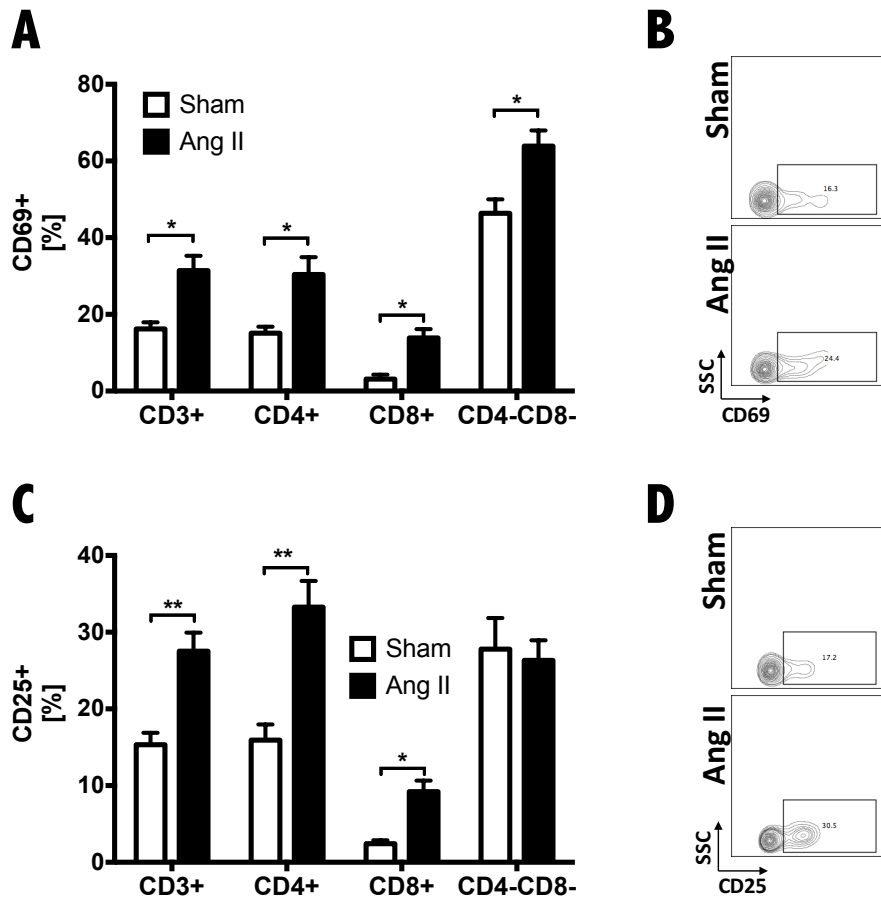 A
80
60
40
20
0
CD69+
[%]
Sham
Ang II
*
*
*
*
CD3+ CD4+ CD8+ CD4-CD8-
B
Sham
16.3
Ang II
24.4
SSC
CD69
C
40
30
20
10
0
CD25+
[%]
Sham
Ang II
**
**
*
CD3+ CD4+ CD8+ CD4-CD8-
D
Sham
17.2
Ang II
30.5
SSC
CD25